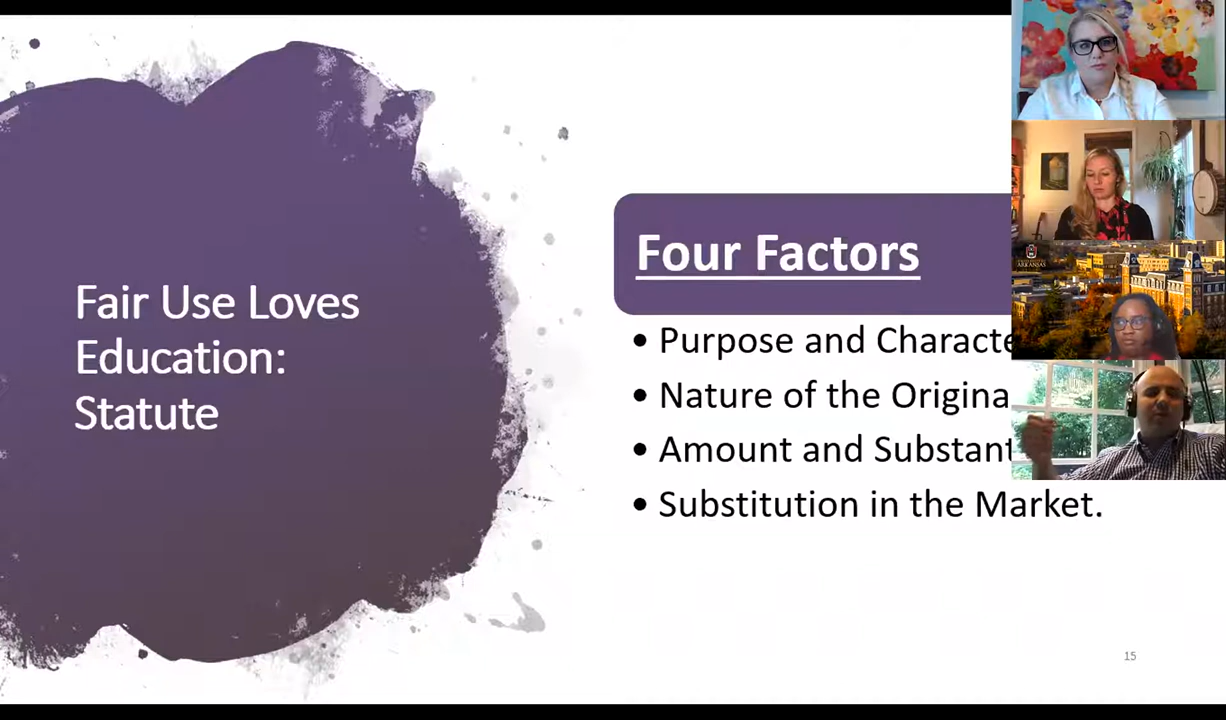 Fair Use Loves
Education:
Statute
Four Factors
• Purpose and Characte
• Nature of the Origina
• Amount and Substant
• Substitution in the Market.
ARKANSAS
15